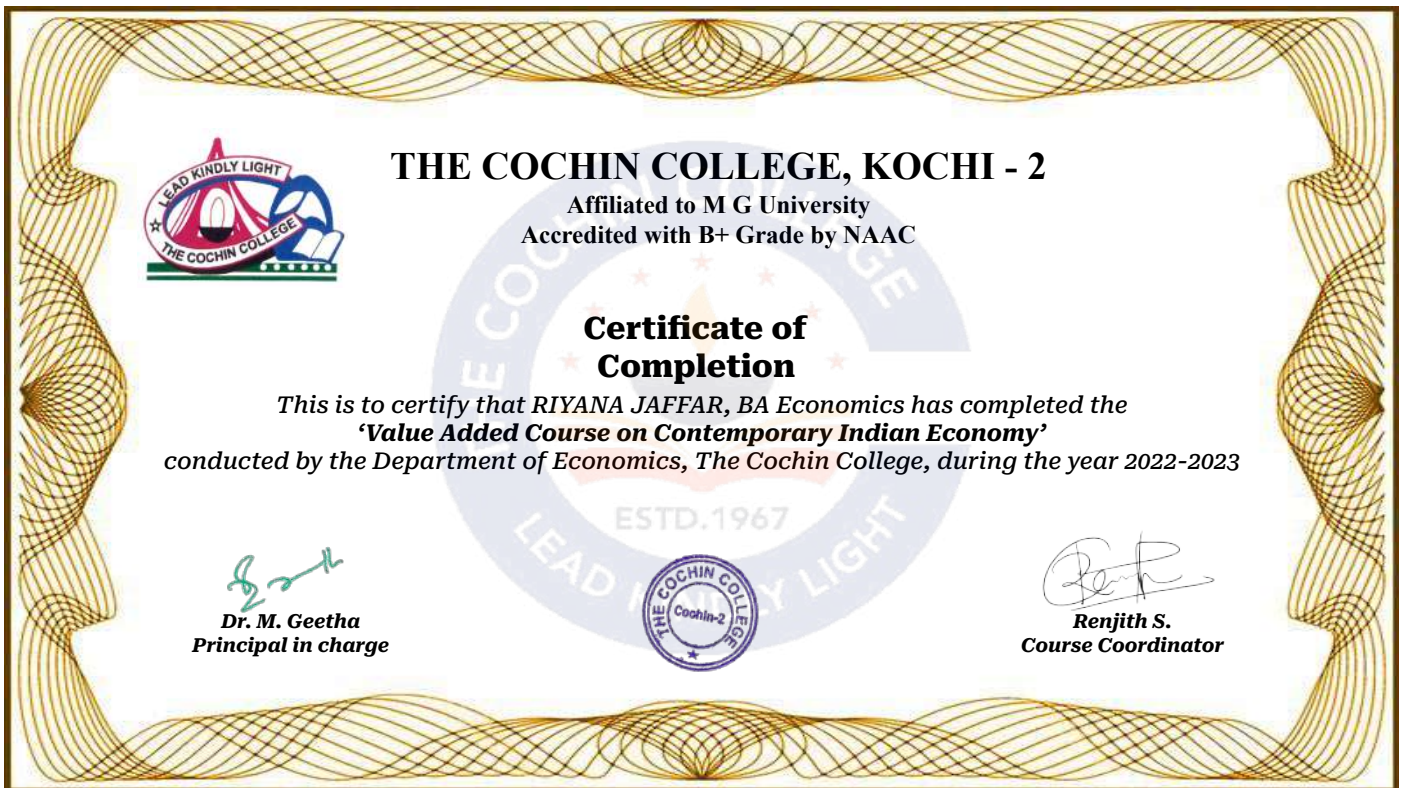 LEAD KINDLY LIGHT
THE COCHIN COLLEGE
THE COCHIN COLLEGE, KOCHI - 2
Affiliated to M G University
Accredited with B+ Grade by NAAC
THE COCHIN COLLEGE
Certificate of
Completion
This is to certify that RIYANA JAFFAR, BA Economics has completed the
‘Value Added Course on Contemporary Indian Economy’
conducted by the Department of Economics, The Cochin College, during the year 2022-2023
ESTD.1967
LEAD KINDLY LIGHT
THE COCHIN COLLEGE
Cochin-2
Dr. M. Geetha
Principal in charge
Renjith S.
Course Coordinator